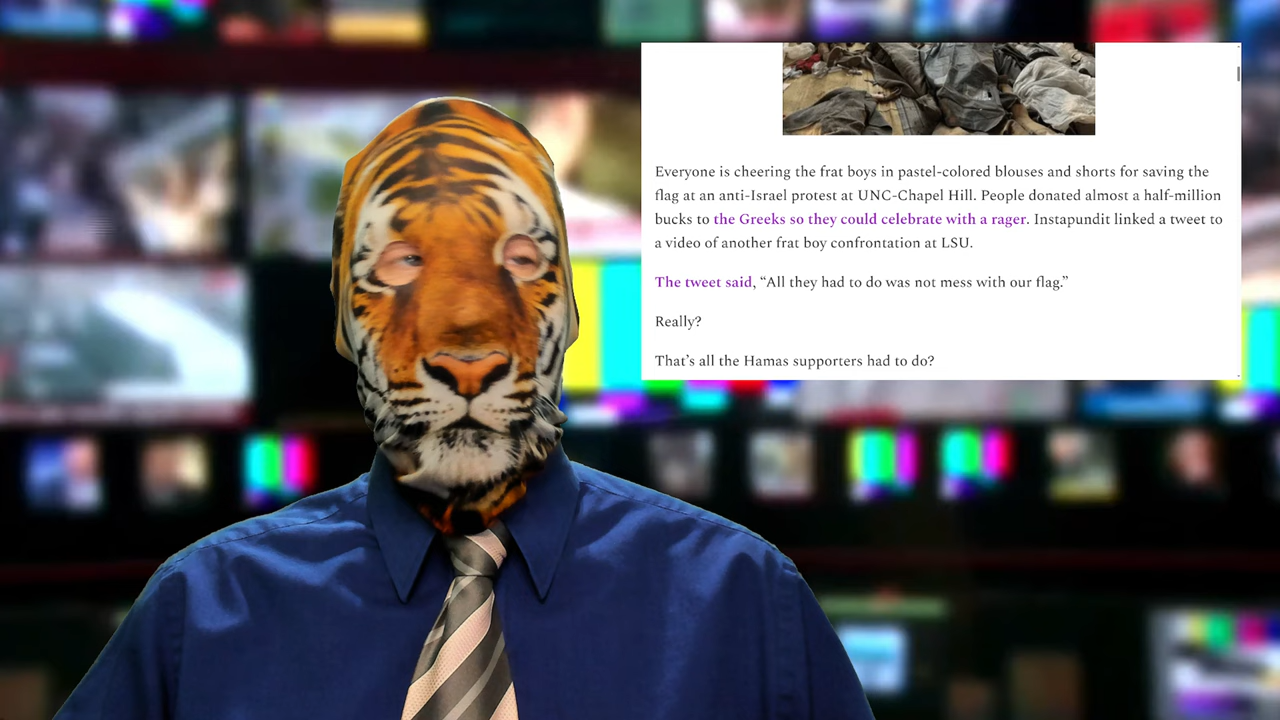 Everyone is cheering the frat boys in pastel-colored blouses and shorts for saving the
flag at an anti-Israel protest at UNC-Chapel Hill. People donated almost a half-million
bucks to the Greeks so they could celebrate with a rager. Instapundit linked a tweet to
a video of another frat boy confrontation at LSU.
The tweet said, “All they had to do was not mess with our flag.”
Really?
That’s all the Hamas supporters had to do?